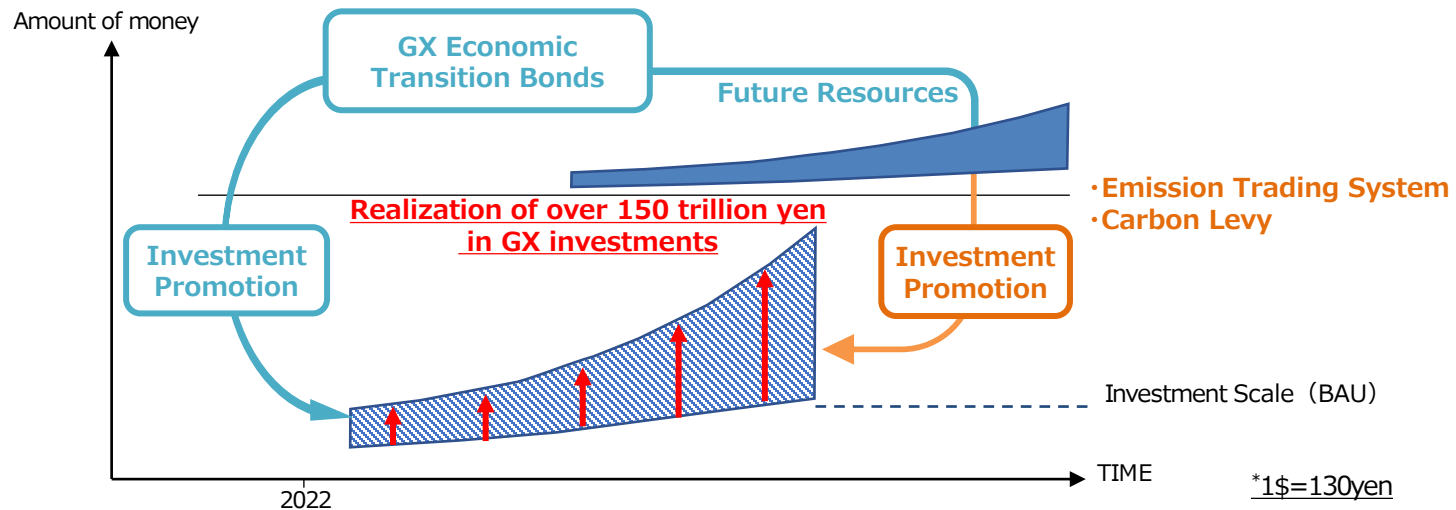 Amount of money
GX Economic
Transition Bonds
Future Resources
・Emission Trading System
・Carbon Levy
Realization of over 150 trillion yen
in GX investments
Investment
Promotion
Investment
Promotion
Investment Scale（BAU）
TIME
2022
*1$=130yen